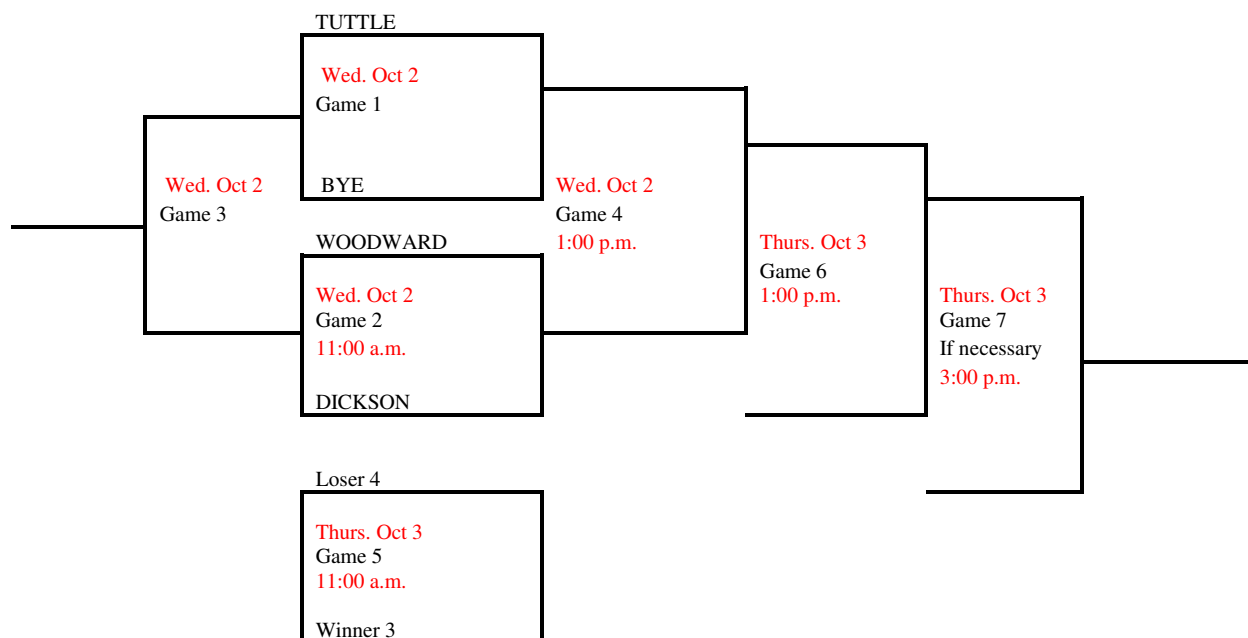 TUTTLE
Wed. Oct 2
Game 1
BYE
Wed. Oct 2
Game 3
WOODWARD
Wed. Oct 2
Game 2
11:00 a.m.
DICKSON
Wed. Oct 2
Game 4
1:00 p.m.
Thurs. Oct 3
Game 6
1:00 p.m.
Thurs. Oct 3
Game 7
If necessary
3:00 p.m.
Loser 4
Thurs. Oct 3
Game 5
11:00 a.m.
Winner 3